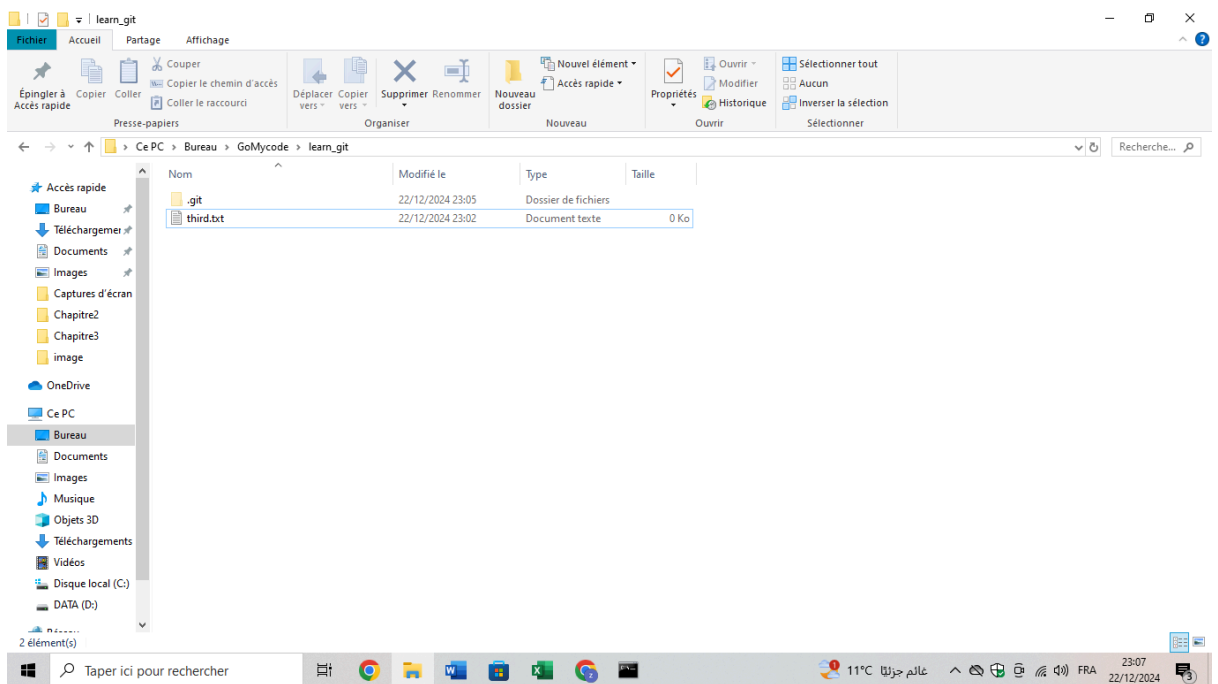 learn_git
Fichier Accueil Partage Affichage
Épingler à Accès rapide
Copier
Coller
Couper
Copier le chemin d'accès
Coller le raccourci
Presse-papiers
Déplacer vers
Copier vers
Supprimer
Renommer
Organiser
Nouveau dossier
Nouvel élément
Accès rapide
Nouveau
Propriétés
Ouvrir
Modifier
Historique
Ouvrir
Sélectionner tout
Aucun
Inverser la sélection
Sélectionner
Ce PC > Bureau > GoMycode > learn_git
Recherche...
Nom Modifié le Type Taille
.git 22/12/2024 23:05 Dossier de fichiers
third.txt 22/12/2024 23:02 Document texte 0 Ko
Accès rapide
Bureau
Téléchargemer
Documents
Images
Captures d'écran
Chapitre2
Chapitre3
image
OneDrive
Ce PC
Bureau
Documents
Images
Musique
Objets 3D
Téléchargements
Vidéos
Disque local (C:)
DATA (D:)
2 élément(s)
Taper ici pour rechercher
11°C غائم جزئيًا
FRA
23:07
22/12/2024